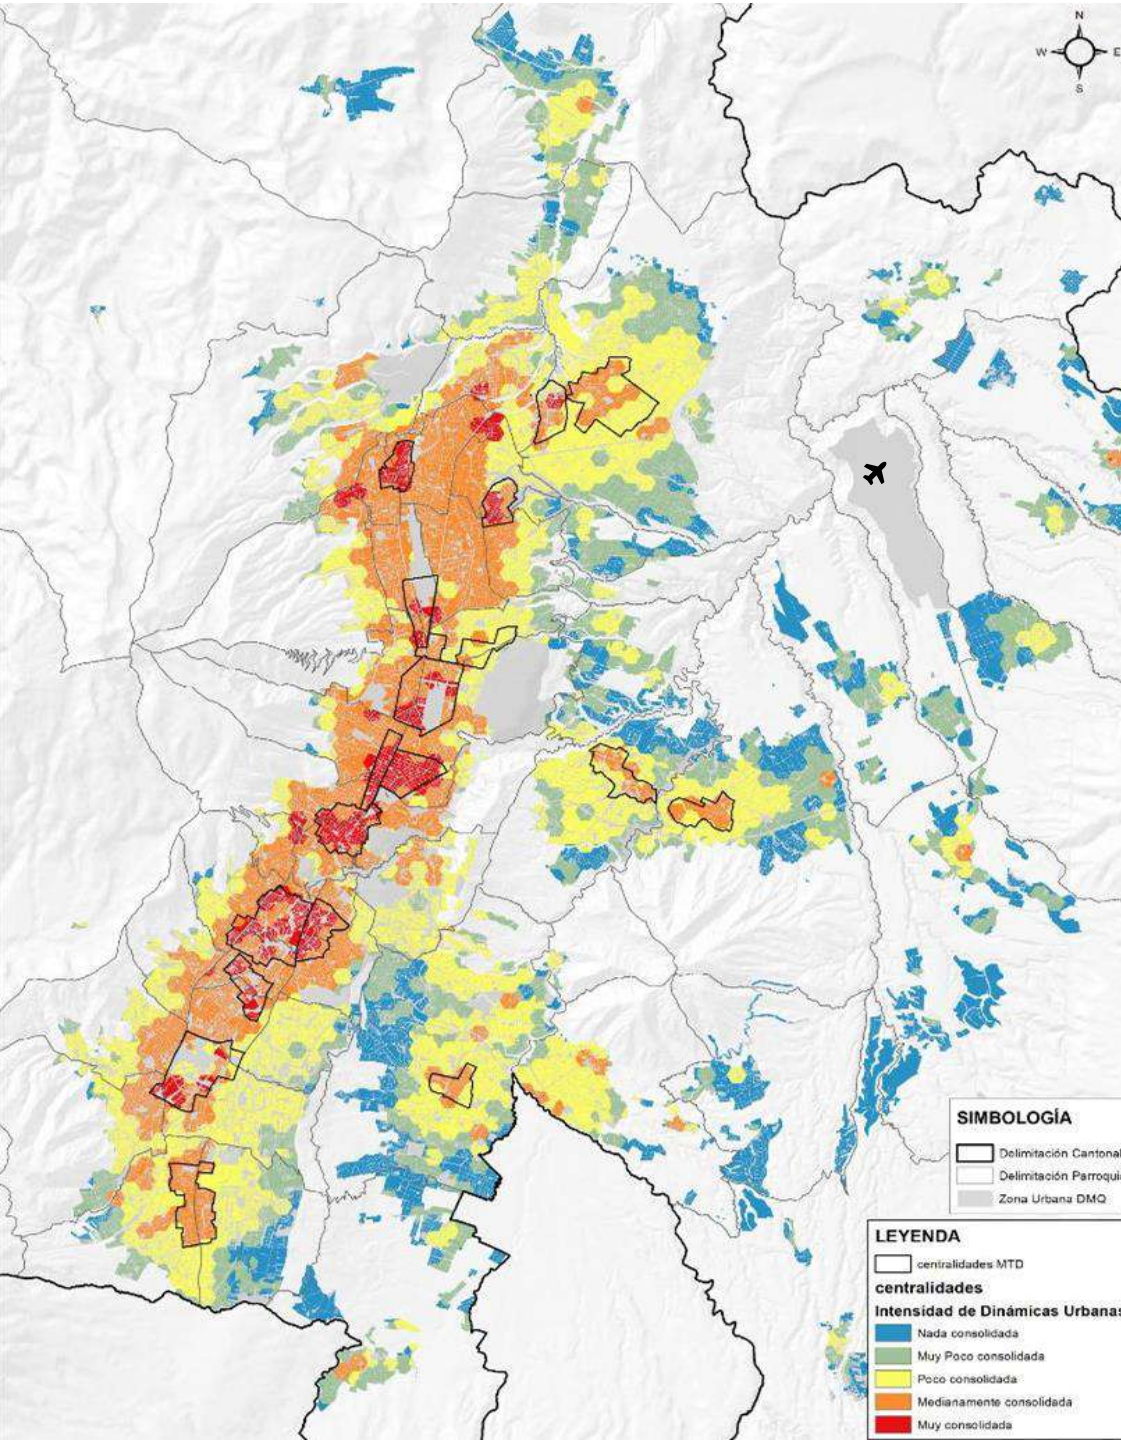 N
W E
S
SIMBOLOGÍA
Delimitación Cantonal
Delimitación Parroquia
Zona Urbana DMQ
LEYENDA
centralidades MTD
centralidades
Intensidad de Dinámicas Urbanas
Nada consolidada
Muy Poco consolidada
Poco consolidada
Medianamente consolidada
Muy consolidada